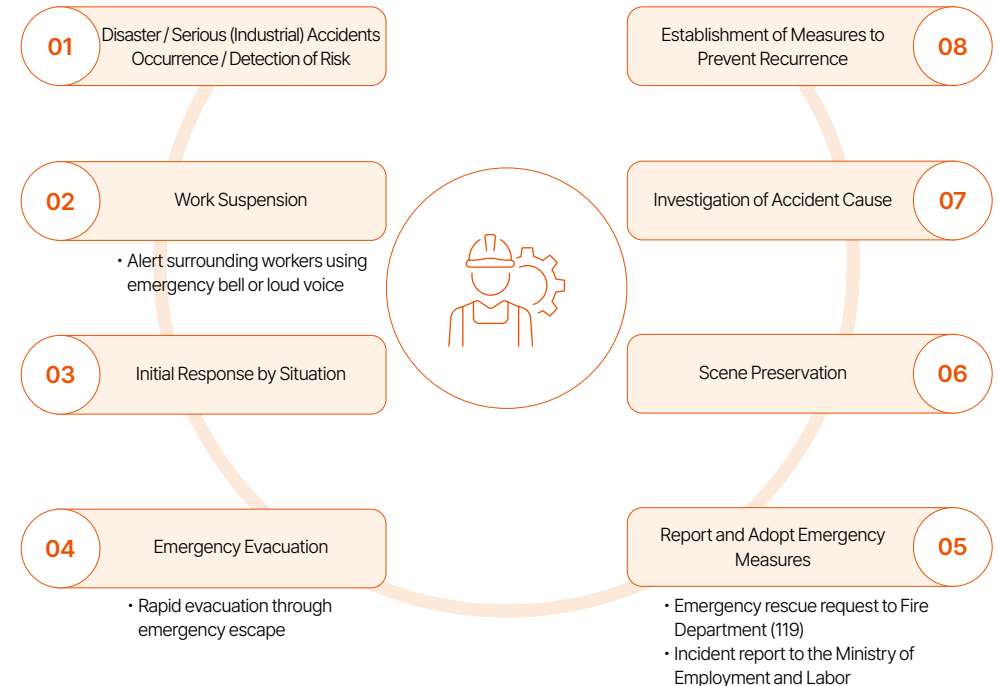 01
Disaster / Serious (Industrial) Accidents
Occurrence / Detection of Risk
02
Work Suspension
• Alert surrounding workers using
emergency bell or loud voice
03
Initial Response by Situation
04
Emergency Evacuation
• Rapid evacuation through
emergency escape
05
Report and Adopt Emergency
Measures
• Emergency rescue request to Fire
Department (119)
• Incident report to the Ministry of
Employment and Labor
06
Scene Preservation
07
Investigation of Accident Cause
08
Establishment of Measures to
Prevent Recurrence